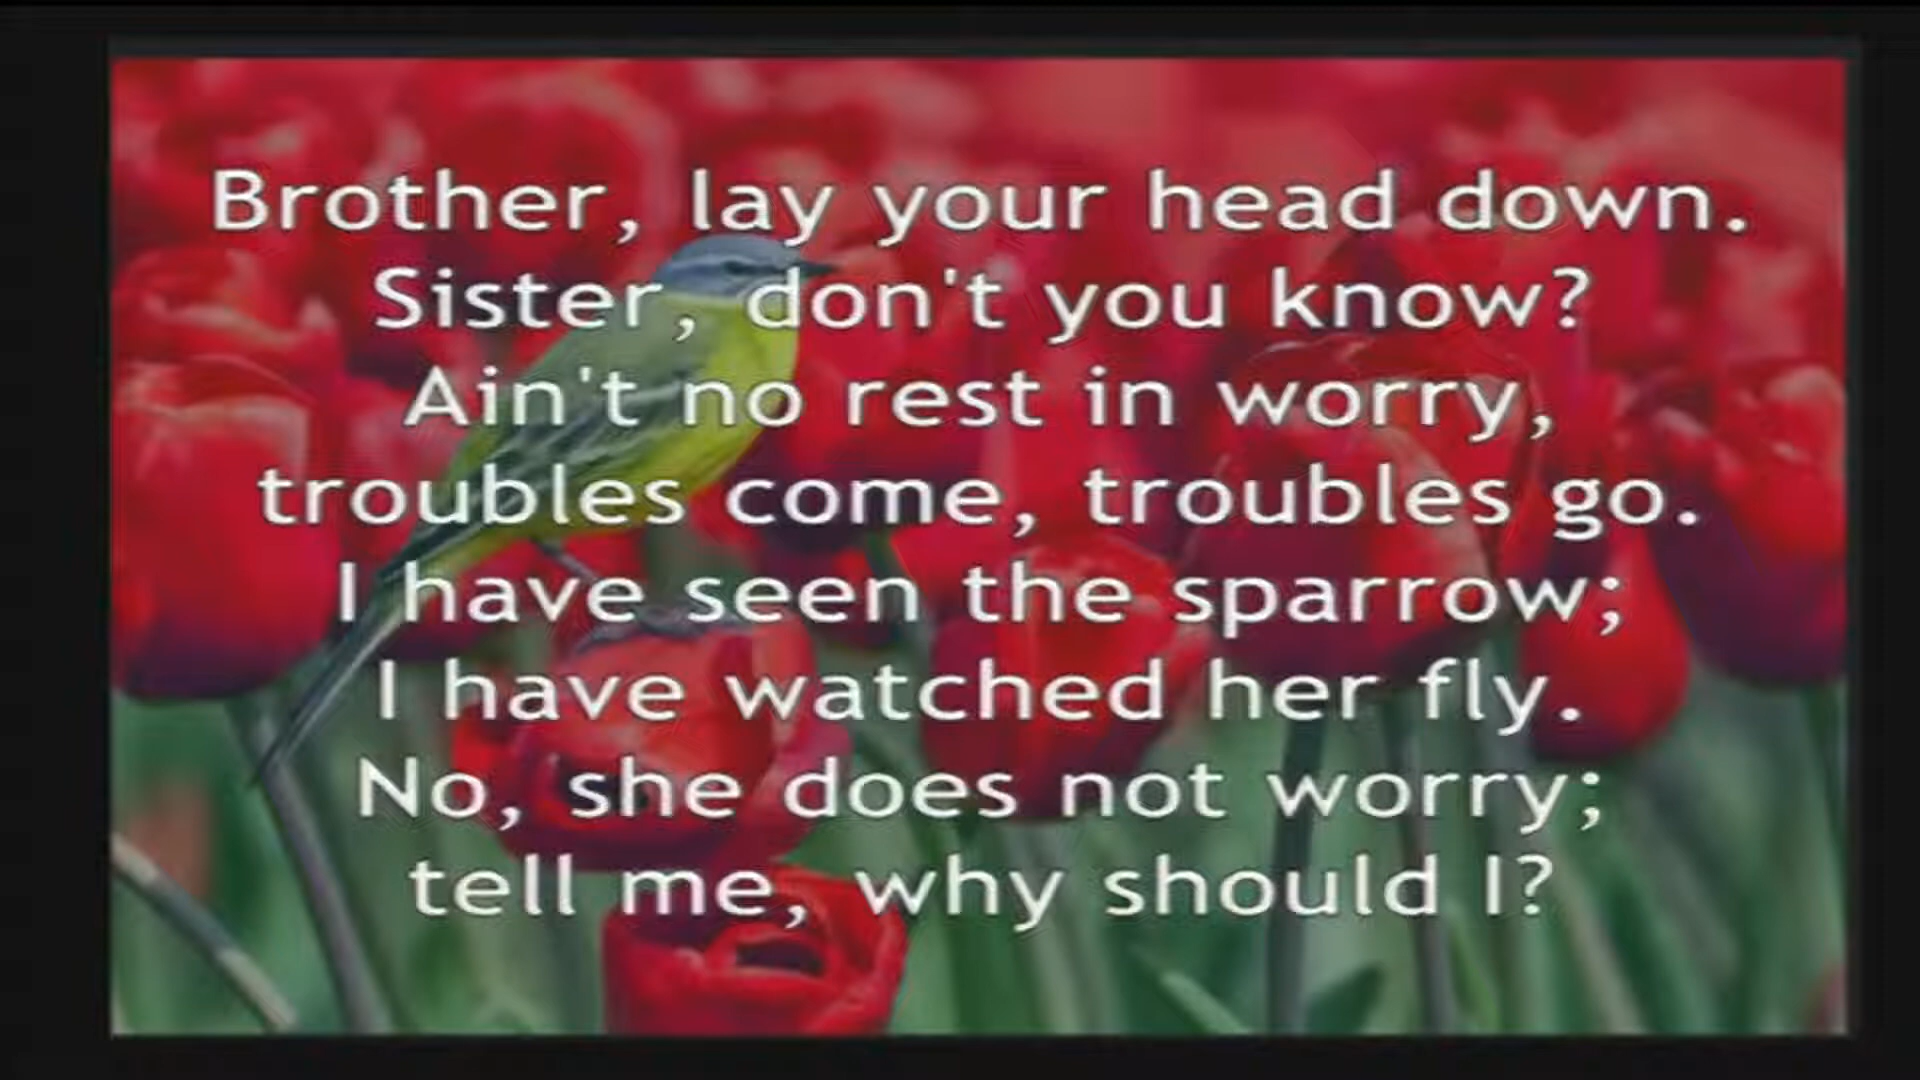 Brother, lay your head down.
Sister, don't you know?
Ain't no rest in worry,
troubles come, troubles go.
I have seen the sparrow;
I have watched her fly.
No, she does not worry;
tell me, why should I?